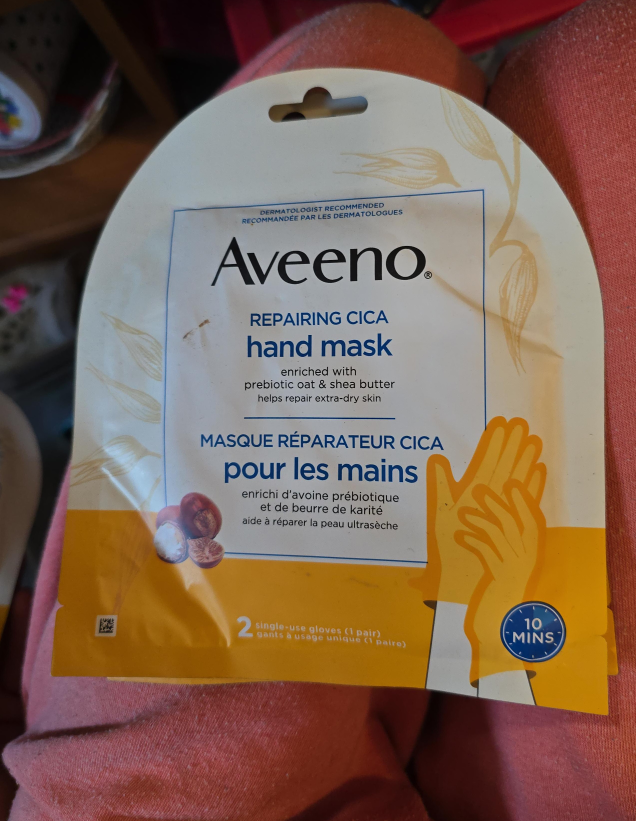 DERMATOLOGIST RECOMMENDED
RECOMMANDÉE PAR LES DERMATOLOGUES
Aveeno®
REPAIRING CICA
hand mask
enriched with
prebiotic oat & shea butter
helps repair extra-dry skin
MASQUE RÉPARATEUR CICA
pour les mains
enrichi d'avoine prébiotique
et de beurre de karité
aide à réparer la peau ultrasèche
2 single-use gloves (1 pair)
gants à usage unique (1 paire)
10
MINS